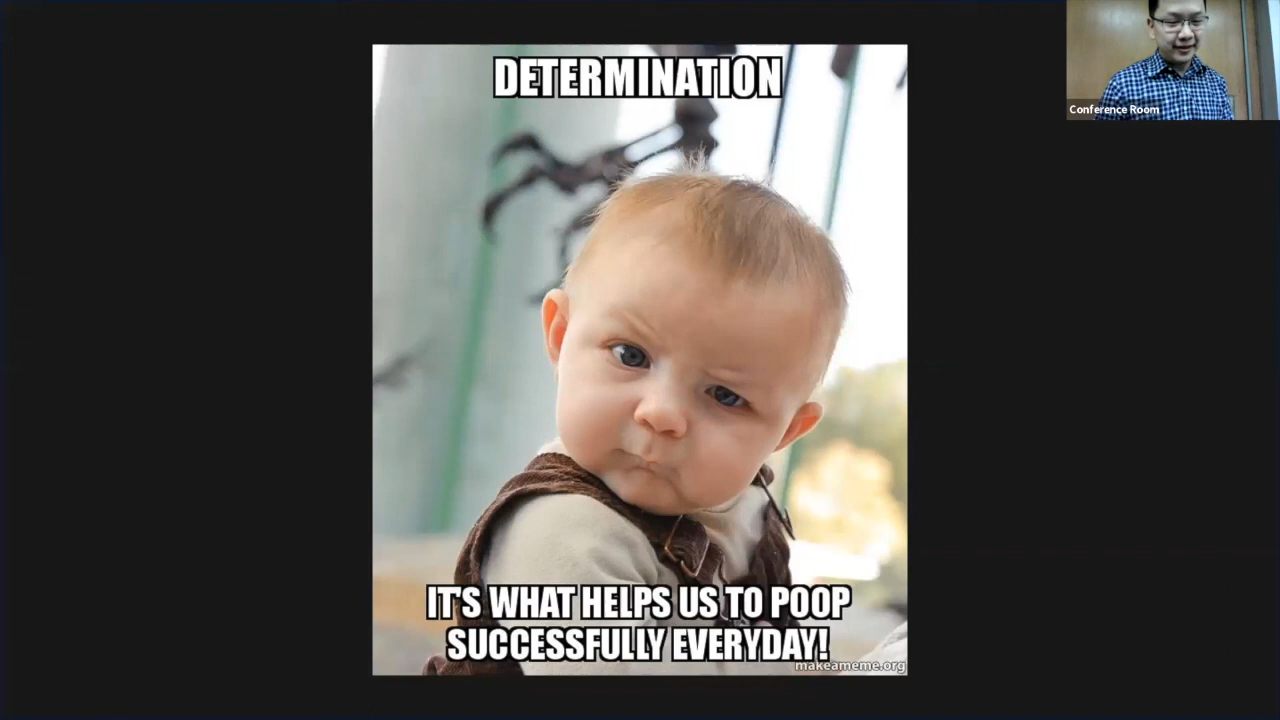 DETERMINATION
Conference Room
IT'S WHAT HELPS US TO POOP
SUCCESSFULLY EVERYDAY!
makeameme.org